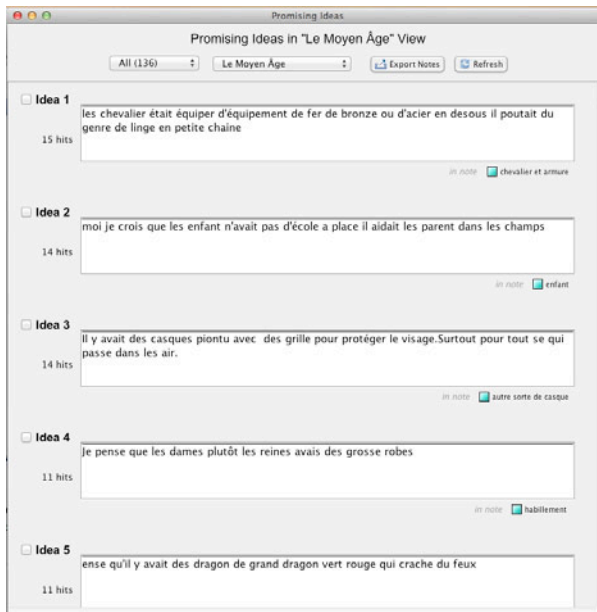 Promising Ideas
Promising Ideas in "Le Moyen Âge" View
All (136) Le Moyen Âge Export Notes Refresh
Idea 1
les chevalier était équiper d'équipement de fer de bronze ou d'acier en desous il poutait du
genre de linge en petite chaine
15 hits
in note chevalier et armure
Idea 2
moi je crois que les enfant n'avait pas d'école a place il aidait les parent dans les champs
14 hits
in note enfant
Idea 3
Il y avait des casques piontu avec des grille pour protéger le visage.Surtout pour tout se qui
passe dans les air.
14 hits
in note autre sorte de casque
Idea 4
Je pense que les dames plutôt les reines avais des grosse robes
11 hits
in note habillement
Idea 5
ense qu'il y avait des dragon de grand dragon vert rouge qui crache du feux
11 hits